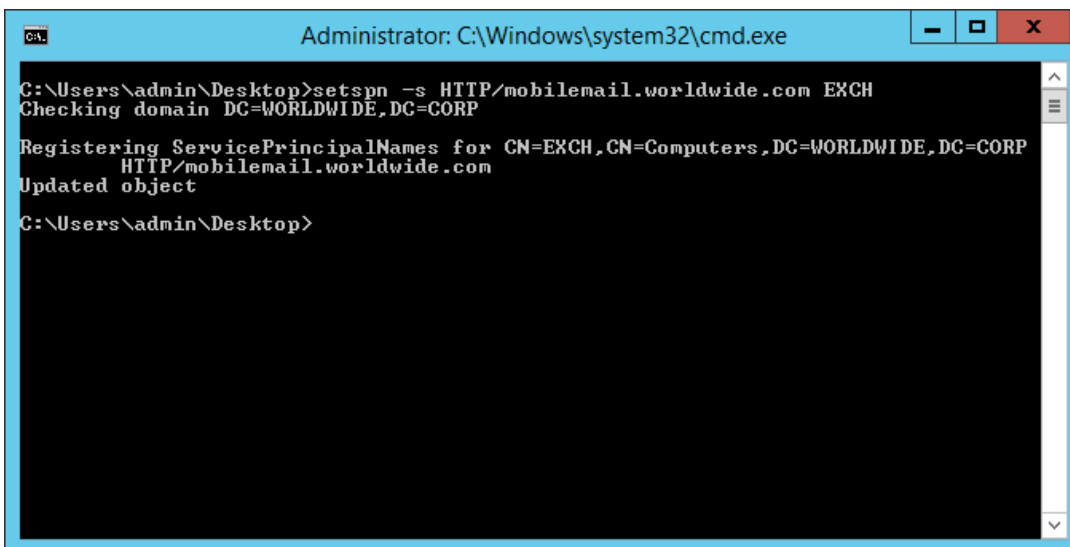 Administrator: C:\Windows\system32\cmd.exe
C:\Users\admin\Desktop>setspn -s HTTP/mobilemail.worldwide.com EXCH
Checking domain DC=WORLDWIDE,DC=CORP
Registering ServicePrincipalNames for CN=EXCH,CN=Computers,DC=WORLDWIDE,DC=CORP
HTTP/mobilemail.worldwide.com
Updated object
C:\Users\admin\Desktop>